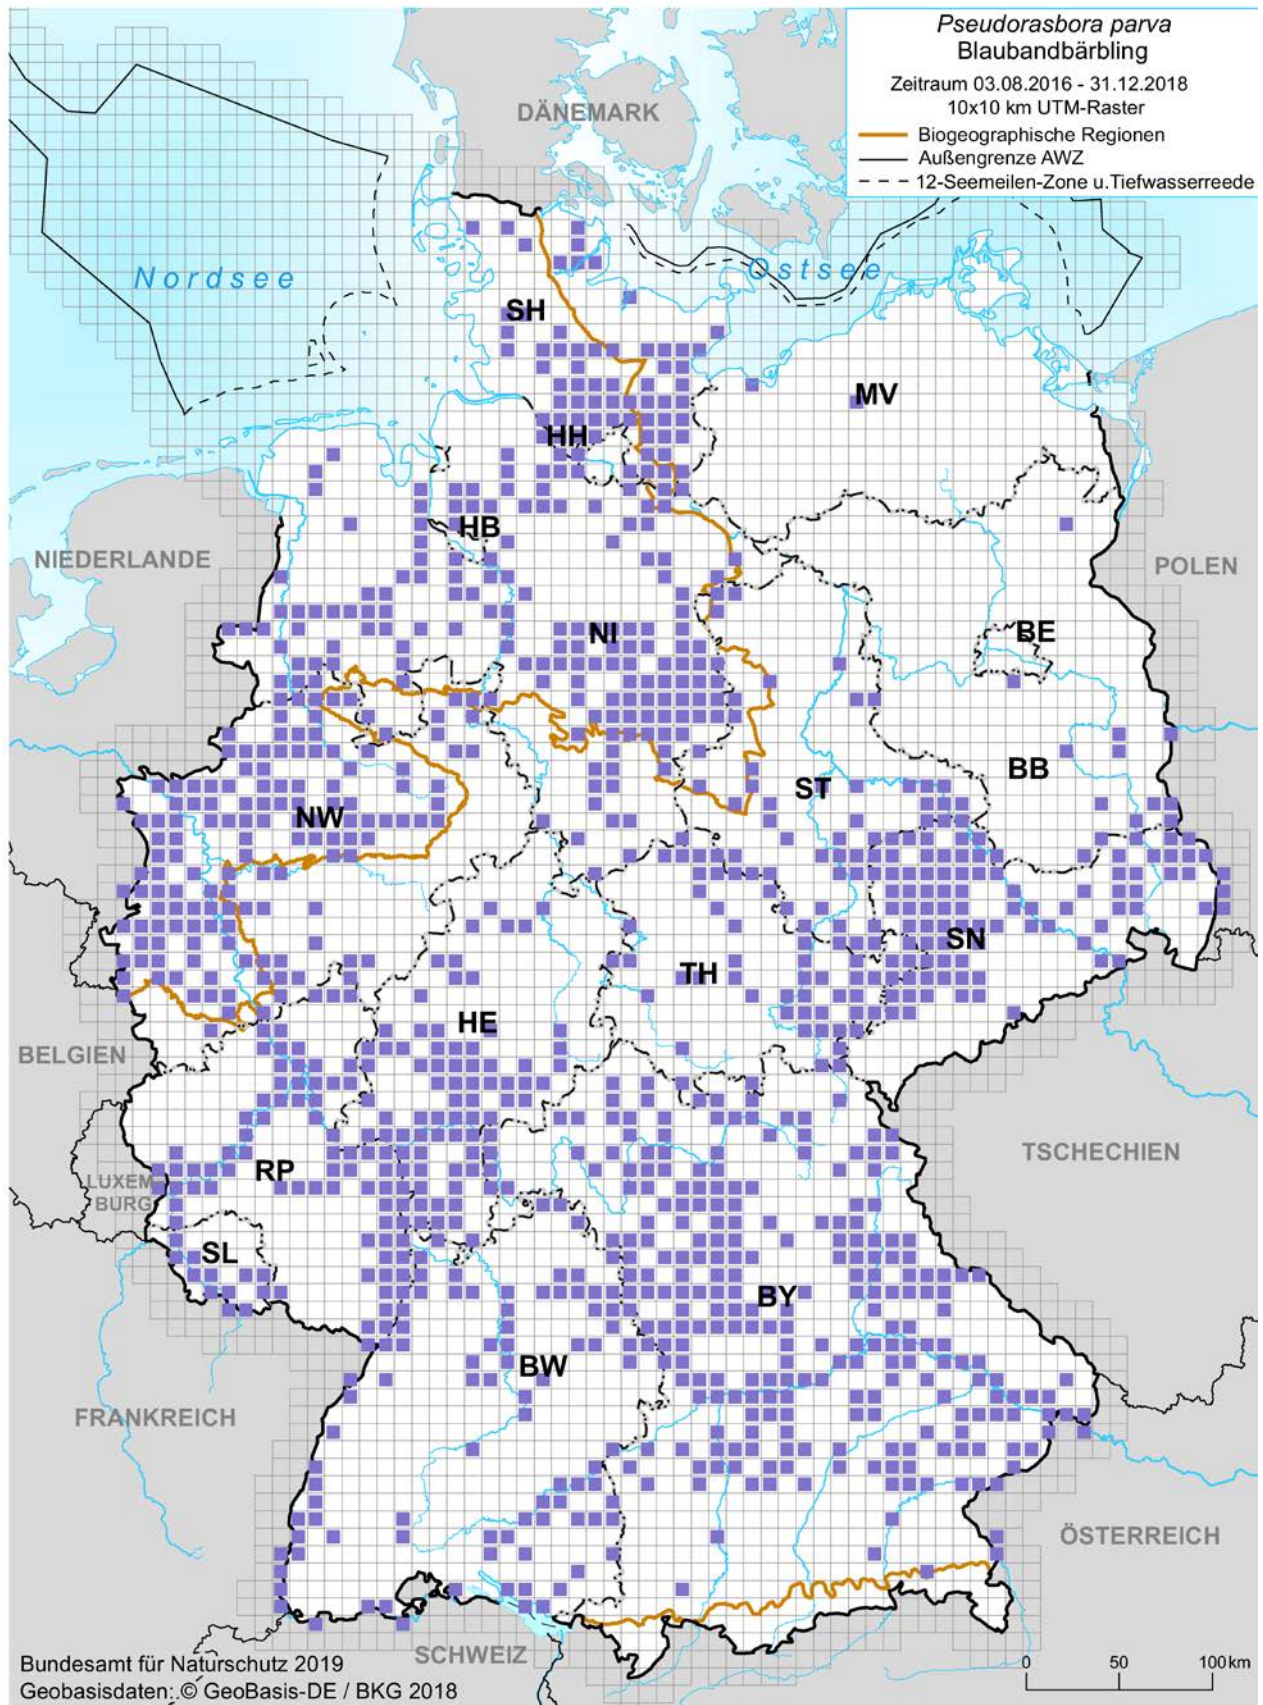 Pseudorasbora parva
Blaubandbärbling
Zeitraum 03.08.2016 - 31.12.2018
10x10 km UTM-Raster
Biogeographische Regionen
Außengrenze AWZ
12-Seemeilen-Zone u.Tiefwasserreede
DÄNEMARK
Nordsee
Ostsee
SH
MV
HH
HB
NIEDERLANDE
POLEN
NI
BE
BB
ST
NW
SN
TH
HE
BELGIEN
TSCHECHIEN
RP
LUXEM
BURG
SL
BY
BW
FRANKREICH
ÖSTERREICH
SCHWEIZ
Bundesamt für Naturschutz 2019
Geobasisdaten: © GeoBasis-DE / BKG 2018
0 50 100km